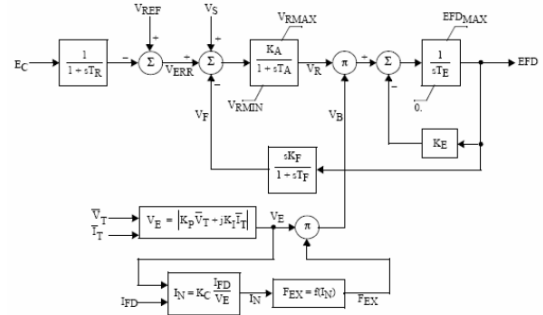 V_REF
V_S
V_RMAX
EFD_MAX
E_C
1
1 + sT_R
−
+
Σ
V_ERR
+
+
Σ
−
K_A
1 + sT_A
V_R
π
+
Σ
−
1
sT_E
EFD
V_RMIN
0.
V_F
V_B
K_E
sK_F
1 + sT_F
V̅_T
I̅_T
V_E = |K_P V̅_T + jK_I I̅_T|
V_E
π
I_FD
I_N = K_C I_FD / V_E
I_N
F_EX = f(I_N)
F_EX